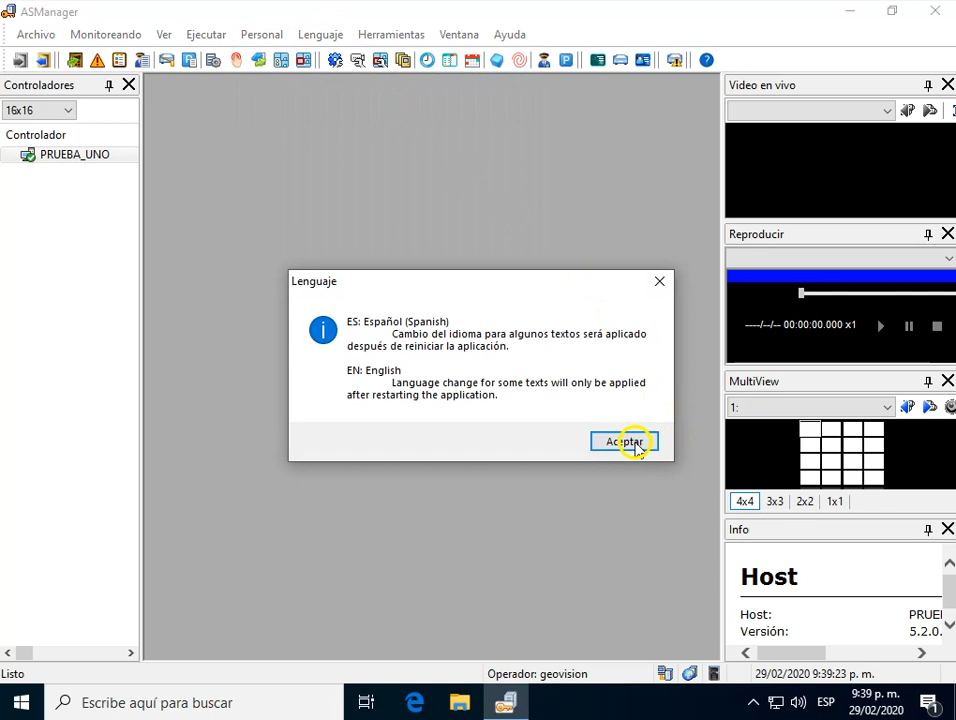 ASManager
Archivo Monitoreando Ver Ejecutar Personal Lenguaje Herramientas Ventana Ayuda
Controladores
16x16
Controlador
PRUEBA_UNO
Video en vivo
Reproducir
----/--/-- 00:00:00.000 x1
MultiView
1:
4x4 3x3 2x2 1x1
Info
Host
Host: PRUE
Versión: 5.2.0.
Lenguaje
ES: Español (Spanish)
Cambio del idioma para algunos textos será aplicado
después de reiniciar la aplicación.
EN: English
Language change for some texts will only be applied
after restarting the application.
Aceptar
Listo
Operador: geovision
29/02/2020 9:39:23 p. m.
Escribe aquí para buscar
ESP
9:39 p. m.
29/02/2020
1